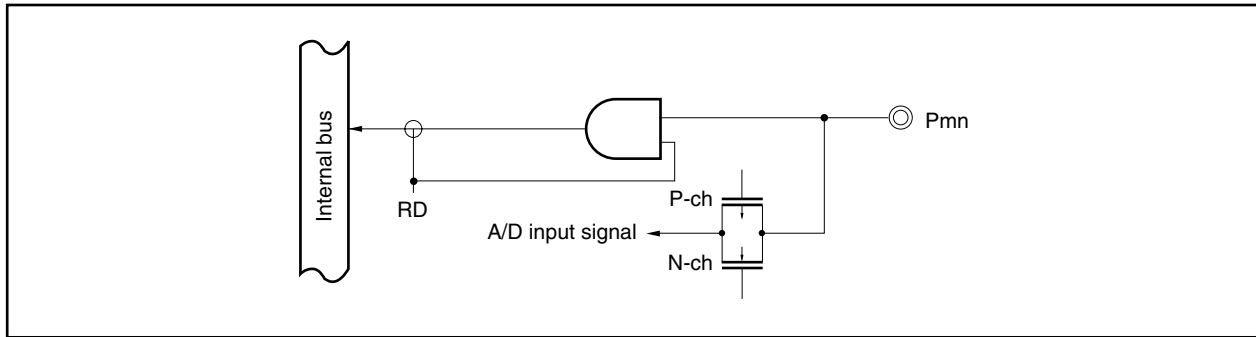 Internal bus
RD
Pmn
P-ch
A/D input signal
N-ch